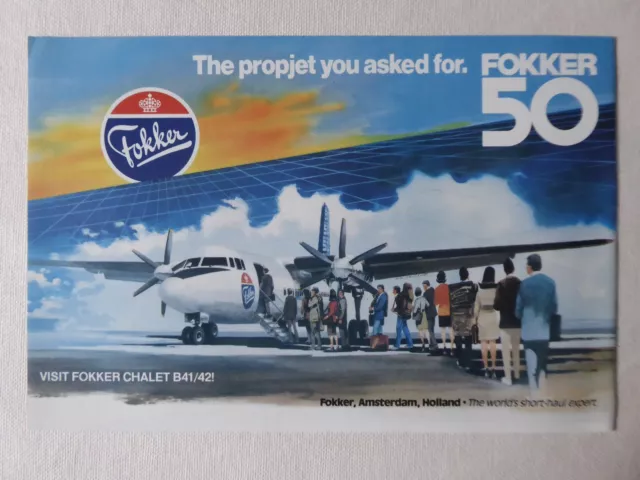 The propjet you asked for.
FOKKER
50
Fokker
VISIT FOKKER CHALET B41/42!
Fokker, Amsterdam, Holland • The world's short-haul expert.